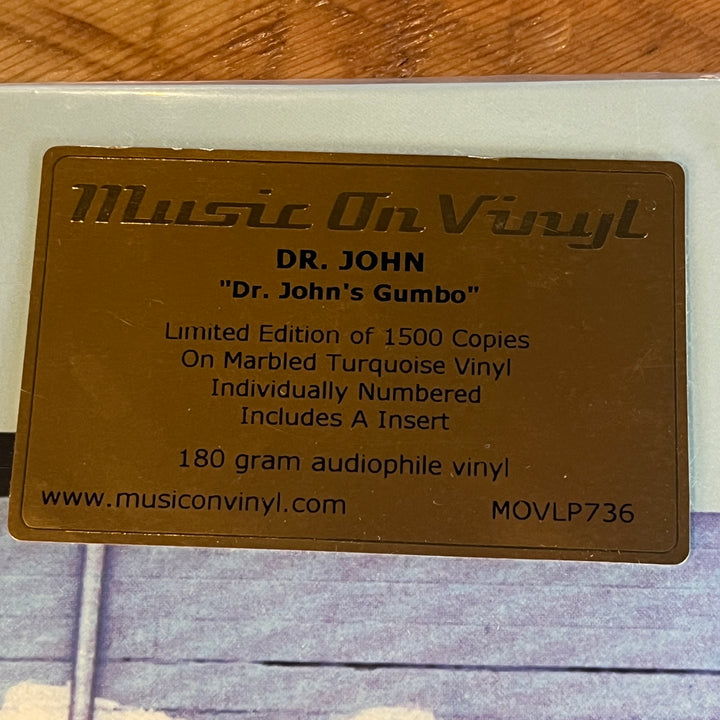 Music On Vinyl
DR. JOHN
"Dr. John's Gumbo"
Limited Edition of 1500 Copies
On Marbled Turquoise Vinyl
Individually Numbered
Includes A Insert
180 gram audiophile vinyl
www.musiconvinyl.com MOVLP736